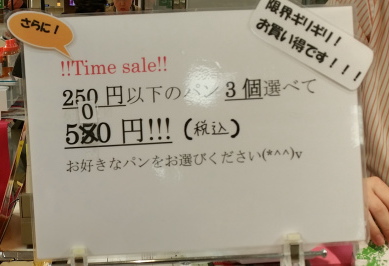 さらに！
限界ギリギリ！
お買い得です！！！
!!Time sale!!
250円以下のパン3個選べて
500円!!!（税込）
お好きなパンをお選びください(*^^)v